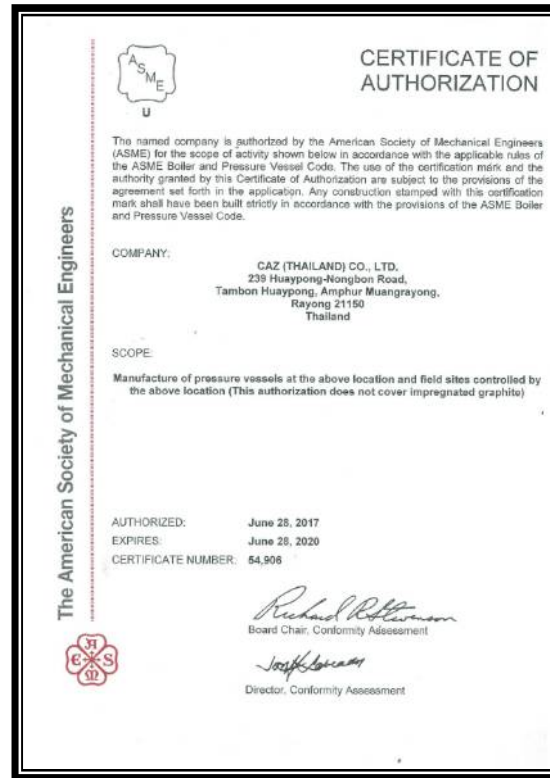 ASME
U
CERTIFICATE OF
AUTHORIZATION
The named company is authorized by the American Society of Mechanical Engineers
(ASME) for the scope of activity shown below in accordance with the applicable rules of
the ASME Boiler and Pressure Vessel Code. The use of the certification mark and the
authority granted by this Certificate of Authorization are subject to the provisions of the
agreement set forth in the application. Any construction stamped with this certification
mark shall have been built strictly in accordance with the provisions of the ASME Boiler
and Pressure Vessel Code.
COMPANY:
CAZ (THAILAND) CO., LTD.
239 Huaypong-Nongbon Road,
Tambon Huaypong, Amphur Muangrayong,
Rayong 21150
Thailand
SCOPE:
Manufacture of pressure vessels at the above location and field sites controlled by
the above location (This authorization does not cover impregnated graphite)
AUTHORIZED: June 28, 2017
EXPIRES: June 28, 2020
CERTIFICATE NUMBER: 54,906
Board Chair, Conformity Assessment
Director, Conformity Assessment
The American Society of Mechanical Engineers
ASME